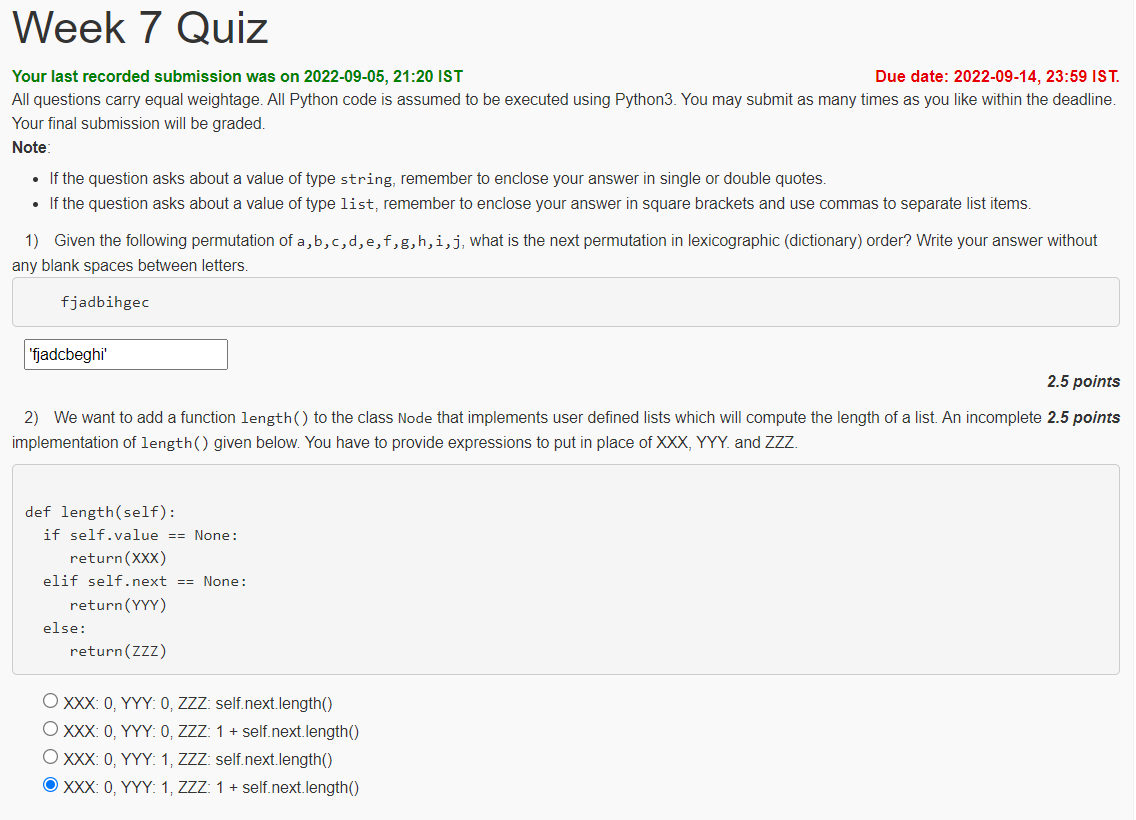 Week 7 Quiz
Your last recorded submission was on 2022-09-05, 21:20 IST
Due date: 2022-09-14, 23:59 IST.
All questions carry equal weightage. All Python code is assumed to be executed using Python3. You may submit as many times as you like within the deadline.
Your final submission will be graded.
Note:
• If the question asks about a value of type string, remember to enclose your answer in single or double quotes.
• If the question asks about a value of type list, remember to enclose your answer in square brackets and use commas to separate list items.
1) Given the following permutation of a,b,c,d,e,f,g,h,i,j, what is the next permutation in lexicographic (dictionary) order? Write your answer without
any blank spaces between letters.
fjadbihgec
'fjadcbeghi'
2.5 points
2) We want to add a function length() to the class Node that implements user defined lists which will compute the length of a list. An incomplete 2.5 points
implementation of length() given below. You have to provide expressions to put in place of XXX, YYY. and ZZZ.
def length(self):
  if self.value == None:
     return(XXX)
  elif self.next == None:
     return(YYY)
  else:
     return(ZZZ)
XXX: 0, YYY: 0, ZZZ: self.next.length()
XXX: 0, YYY: 0, ZZZ: 1 + self.next.length()
XXX: 0, YYY: 1, ZZZ: self.next.length()
XXX: 0, YYY: 1, ZZZ: 1 + self.next.length()